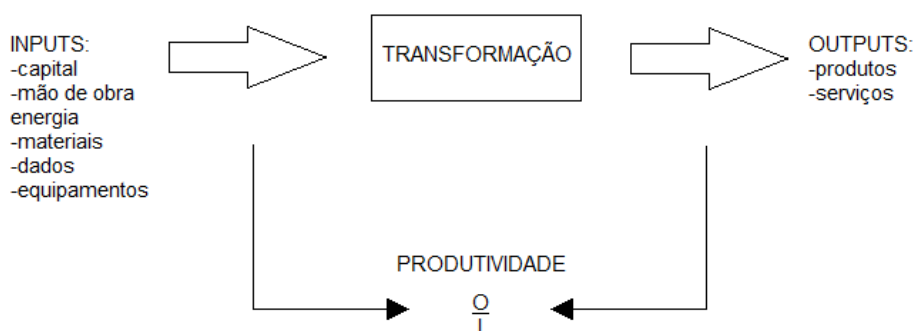 INPUTS:
-capital
-mão de obra
energia
-materiais
-dados
-equipamentos
TRANSFORMAÇÃO
OUTPUTS:
-produtos
-serviços
PRODUTIVIDADE
O
I